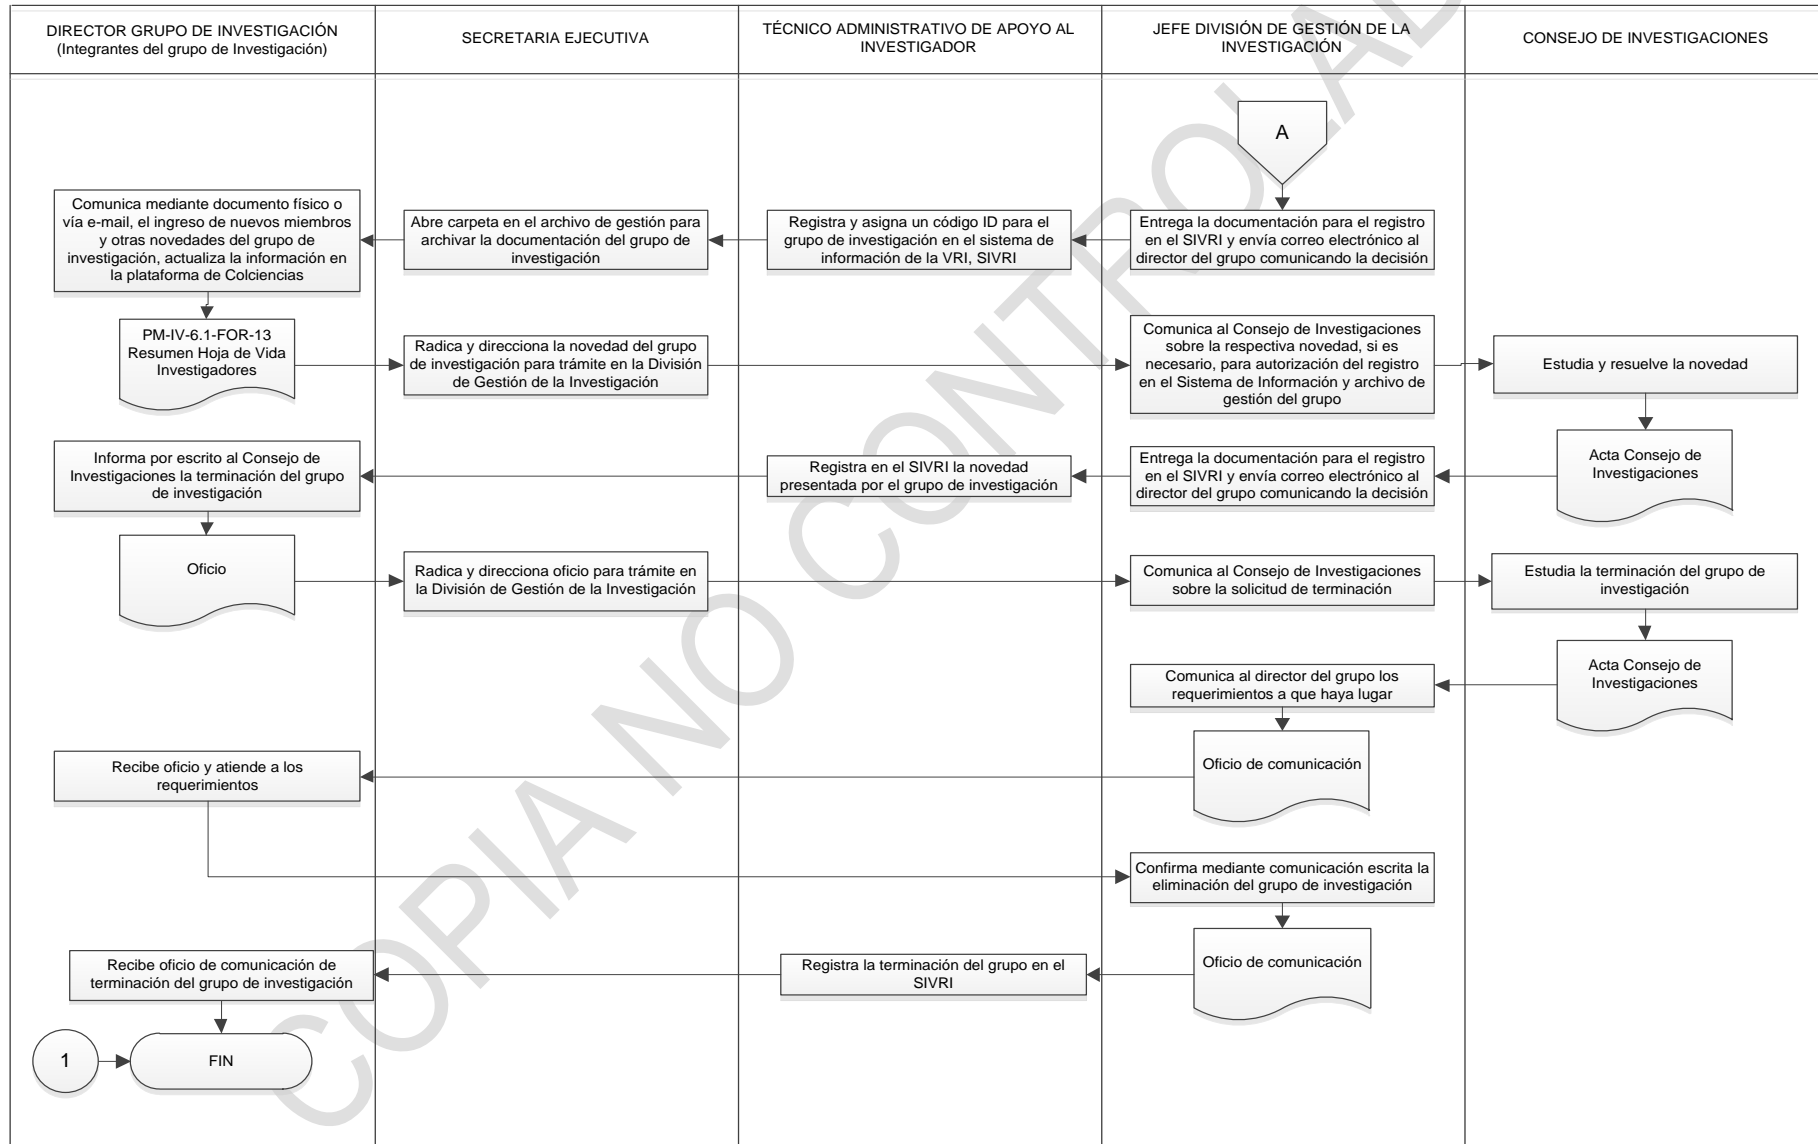 DIRECTOR GRUPO DE INVESTIGACIÓN
(Integrantes del grupo de Investigación)
SECRETARIA EJECUTIVA
TÉCNICO ADMINISTRATIVO DE APOYO AL
INVESTIGADOR
JEFE DIVISIÓN DE GESTIÓN DE LA
INVESTIGACIÓN
CONSEJO DE INVESTIGACIONES
A
Comunica mediante documento físico o
vía e-mail, el ingreso de nuevos miembros
y otras novedades del grupo de
investigación, actualiza la información en
la plataforma de Colciencias
Abre carpeta en el archivo de gestión para
archivar la documentación del grupo de
investigación
Registra y asigna un código ID para el
grupo de investigación en el sistema de
información de la VRI, SIVRI
Entrega la documentación para el registro
en el SIVRI y envía correo electrónico al
director del grupo comunicando la decisión
PM-IV-6.1-FOR-13
Resumen Hoja de Vida
Investigadores
Radica y direcciona la novedad del grupo
de investigación para trámite en la División
de Gestión de la Investigación
Comunica al Consejo de Investigaciones
sobre la respectiva novedad, si es
necesario, para autorización del registro
en el Sistema de Información y archivo de
gestión del grupo
Estudia y resuelve la novedad
Informa por escrito al Consejo de
Investigaciones la terminación del grupo
de investigación
Registra en el SIVRI la novedad
presentada por el grupo de investigación
Entrega la documentación para el registro
en el SIVRI y envía correo electrónico al
director del grupo comunicando la decisión
Acta Consejo de
Investigaciones
Oficio
Radica y direcciona oficio para trámite en
la División de Gestión de la Investigación
Comunica al Consejo de Investigaciones
sobre la solicitud de terminación
Estudia la terminación del grupo de
investigación
Comunica al director del grupo los
requerimientos a que haya lugar
Acta Consejo de
Investigaciones
Recibe oficio y atiende a los
requerimientos
Oficio de comunicación
Confirma mediante comunicación escrita la
eliminación del grupo de investigación
Recibe oficio de comunicación de
terminación del grupo de investigación
Registra la terminación del grupo en el
SIVRI
Oficio de comunicación
1
FIN
COPIA NO CONTROLAD